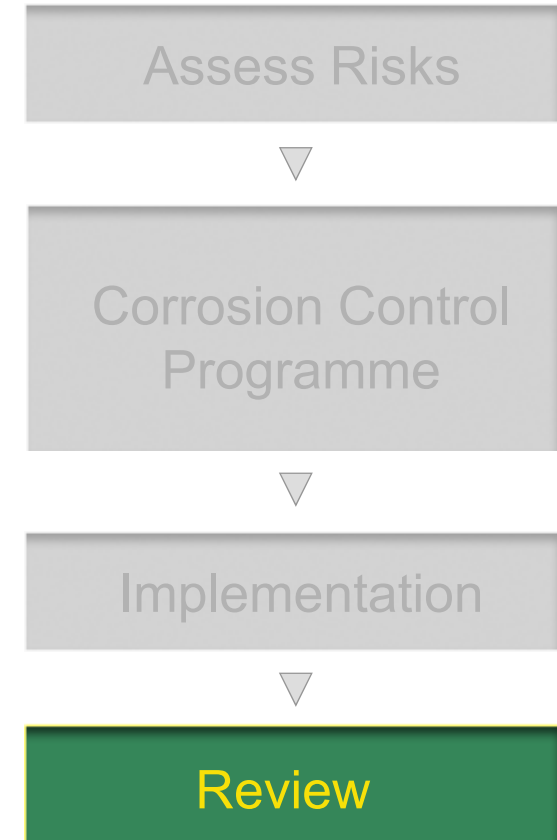 Assess Risks
Corrosion Control
Programme
Implementation
Review